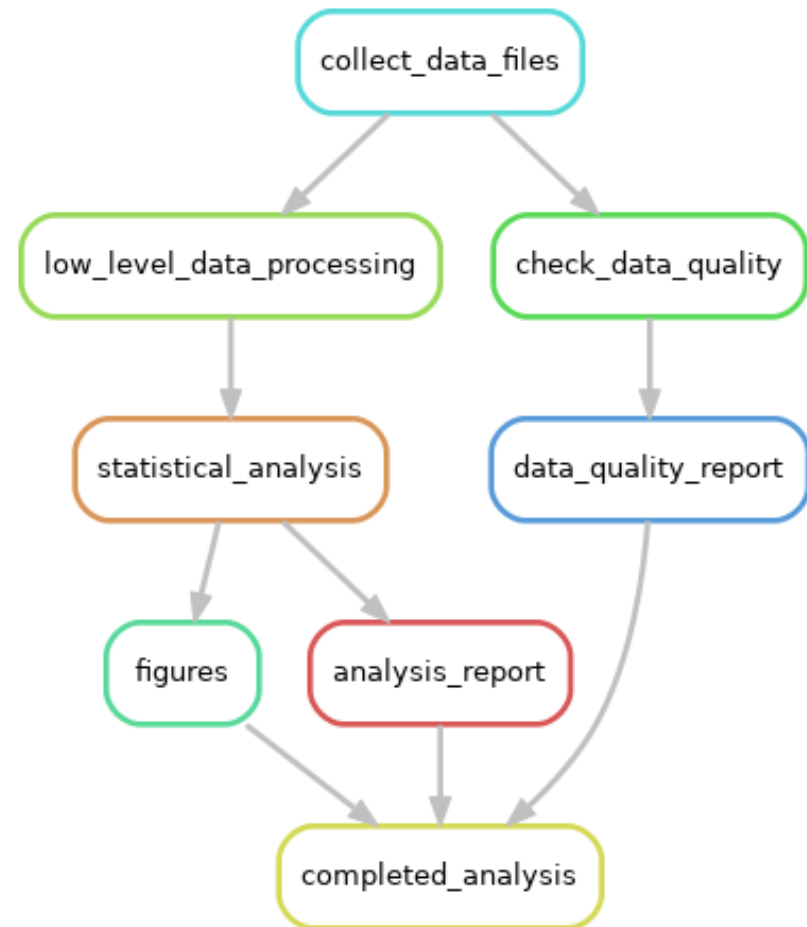 collect_data_files
low_level_data_processing
check_data_quality
statistical_analysis
data_quality_report
figures
analysis_report
completed_analysis